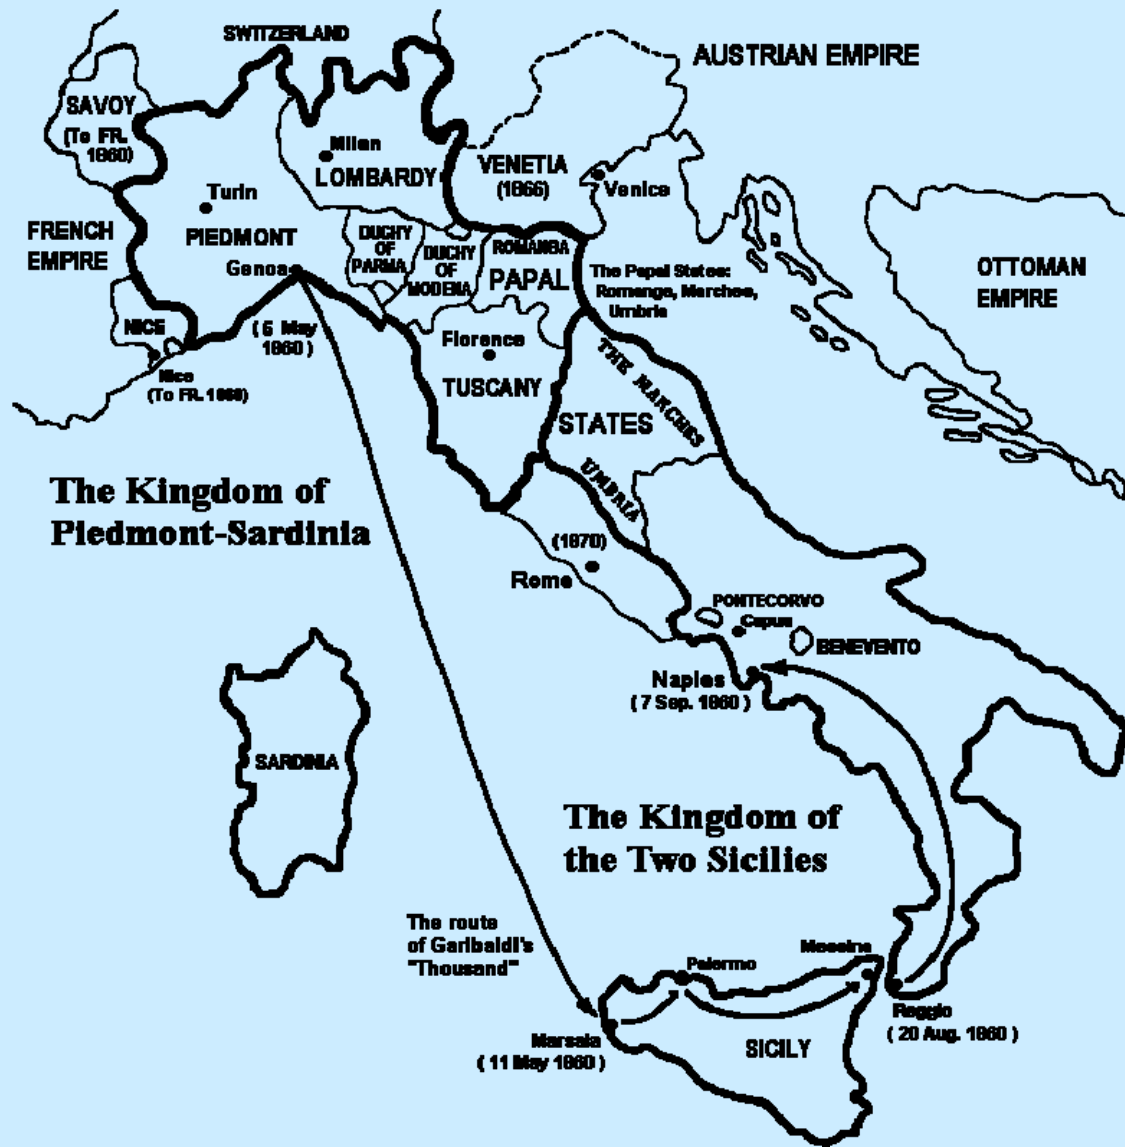 SWITZERLAND
AUSTRIAN EMPIRE
SAVOY
(To FR.
1860)
Milan
LOMBARDY
VENETIA
(1866)
Venice
Turin
PIEDMONT
FRENCH
EMPIRE
Genoa
DUCHY
OF
PARMA
DUCHY
OF
MODENA
ROMANBA
PAPAL
The Papal States:
Romange, Marches,
Umbria
OTTOMAN
EMPIRE
NICE
Nice
(To FR. 1860)
( 5 May
1860 )
Florence
TUSCANY
THE MARCHES
STATES
UMBRIA
The Kingdom of
Piedmont-Sardinia
(1870)
Rome
PONTECORVO
Capua
BENEVENTO
Naples
( 7 Sep. 1860 )
SARDINIA
The Kingdom of
the Two Sicilies
The route
of Garibaldi's
"Thousand"
Messina
Palermo
Reggio
( 20 Aug. 1860 )
Marsala
( 11 May 1860 )
SICILY